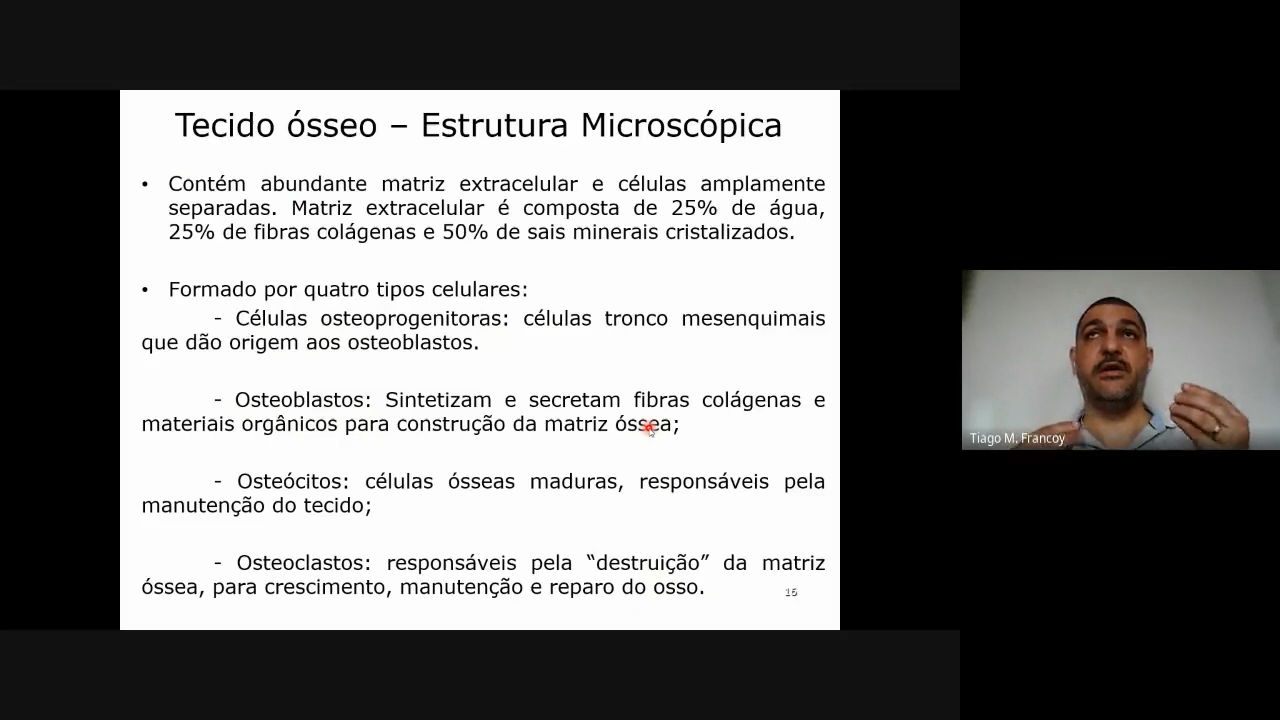 Tecido ósseo – Estrutura Microscópica
• Contém abundante matriz extracelular e células amplamente
separadas. Matriz extracelular é composta de 25% de água,
25% de fibras colágenas e 50% de sais minerais cristalizados.
• Formado por quatro tipos celulares:
- Células osteoprogenitoras: células tronco mesenquimais
que dão origem aos osteoblastos.
- Osteoblastos: Sintetizam e secretam fibras colágenas e
materiais orgânicos para construção da matriz óssea;
- Osteócitos: células ósseas maduras, responsáveis pela
manutenção do tecido;
- Osteoclastos: responsáveis pela “destruição” da matriz
óssea, para crescimento, manutenção e reparo do osso.
16
Tiago M. Francoy